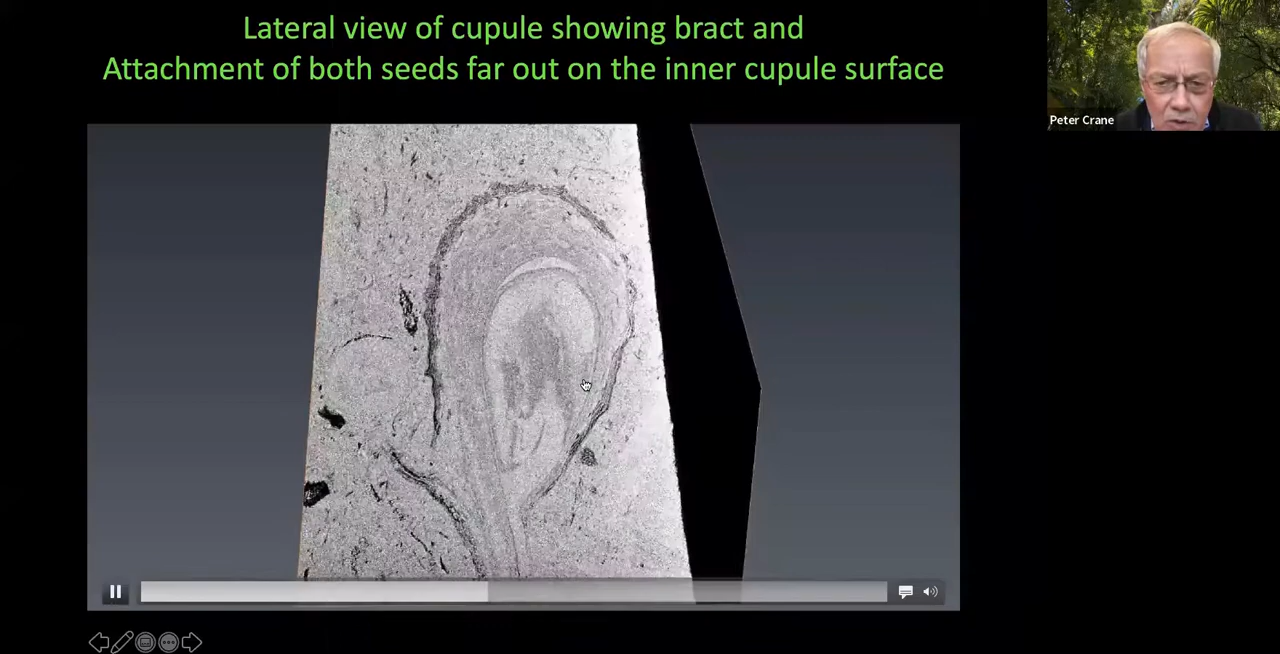 Lateral view of cupule showing bract and
Attachment of both seeds far out on the inner cupule surface
Peter Crane